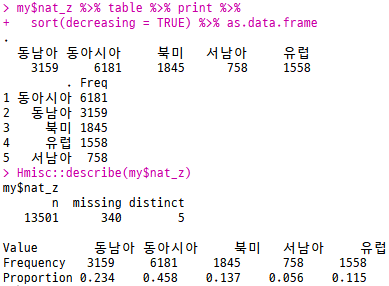 > my$nat_z %>% table %>% print %>%
+   sort(decreasing = TRUE) %>% as.data.frame
.
동남아 동아시아 북미 서남아 유럽
3159 6181 1845 758 1558
. Freq
1 동아시아 6181
2 동남아 3159
3 북미 1845
4 유럽 1558
5 서남아 758
> Hmisc::describe(my$nat_z)
my$nat_z
n missing distinct
13501 340 5
Value 동남아 동아시아 북미 서남아 유럽
Frequency 3159 6181 1845 758 1558
Proportion 0.234 0.458 0.137 0.056 0.115